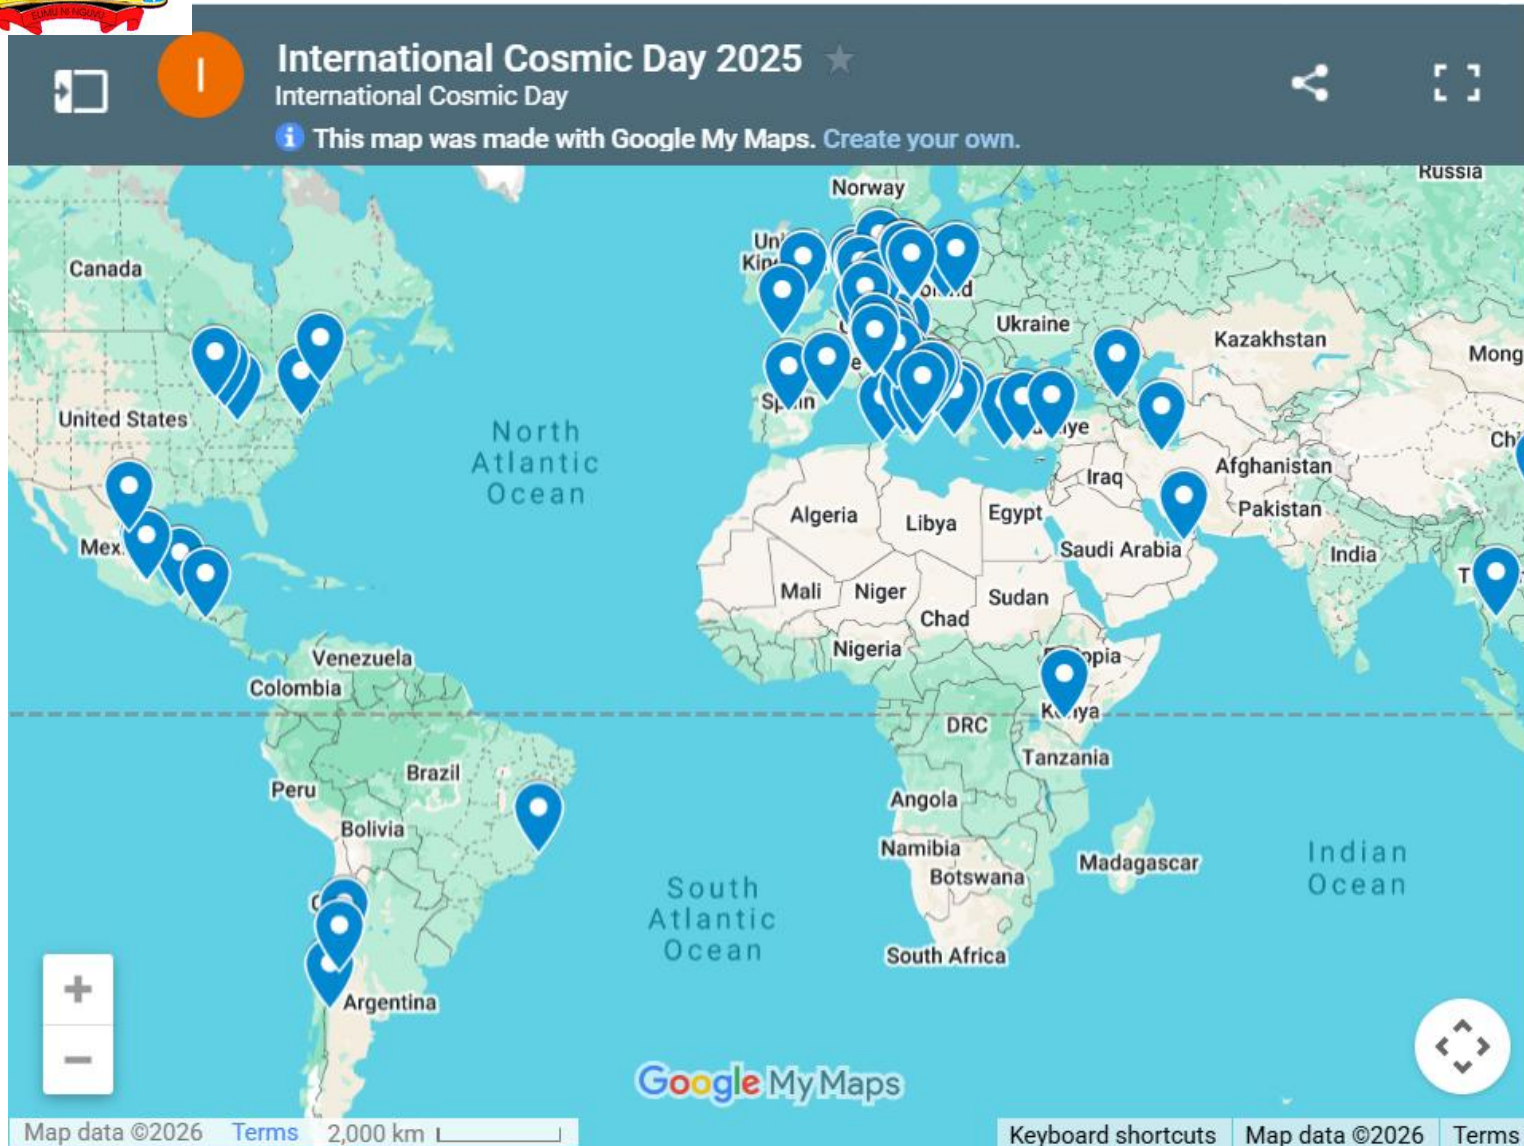 ELIMU NI NGUVU
I
International Cosmic Day 2025
International Cosmic Day
This map was made with Google My Maps. Create your own.
Russia
Norway
Canada
Ukraine
Kazakhstan
United States
North
Atlantic
Ocean
Afghanistan
Iraq
Algeria
Libya
Egypt
Pakistan
Saudi Arabia
India
Mali
Niger
Sudan
Chad
Nigeria
Venezuela
Colombia
DRC
Tanzania
Brazil
Peru
Angola
Bolivia
Namibia
Botswana
Madagascar
Indian
Ocean
South
Atlantic
Ocean
South Africa
Argentina
Google My Maps
Map data ©2026 Terms 2,000 km
Keyboard shortcuts Map data ©2026 Terms